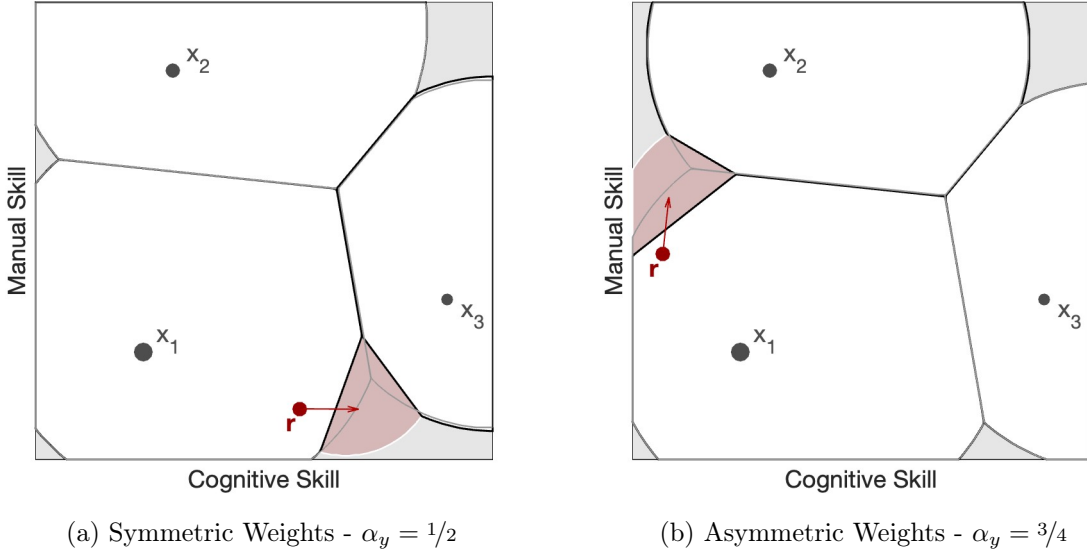 x2
x3
x1
r
Manual Skill
Cognitive Skill
(a) Symmetric Weights - αy = 1/2
x2
x3
x1
r
Manual Skill
Cognitive Skill
(b) Asymmetric Weights - αy = 3/4